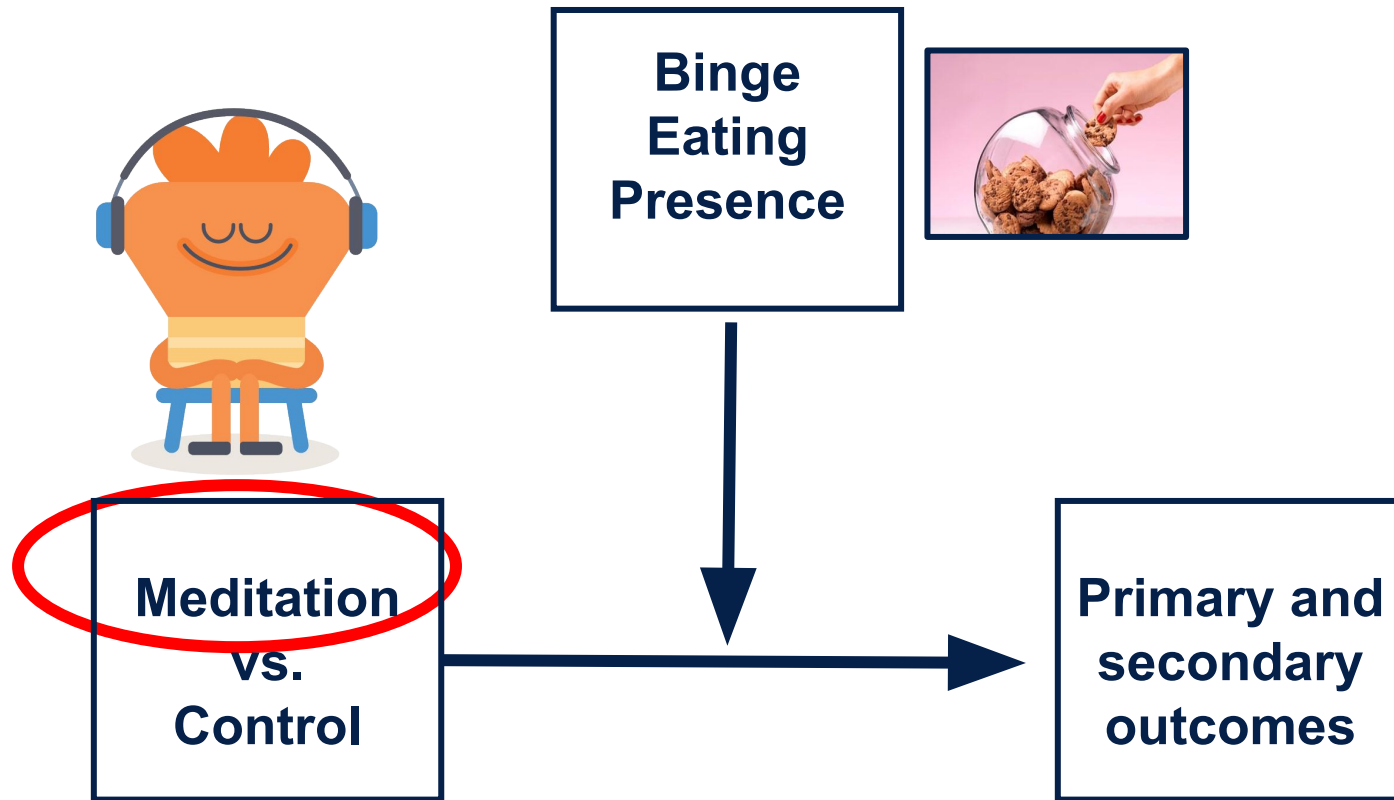 Binge
Eating
Presence
Meditation
vs.
Control
Primary and
secondary
outcomes